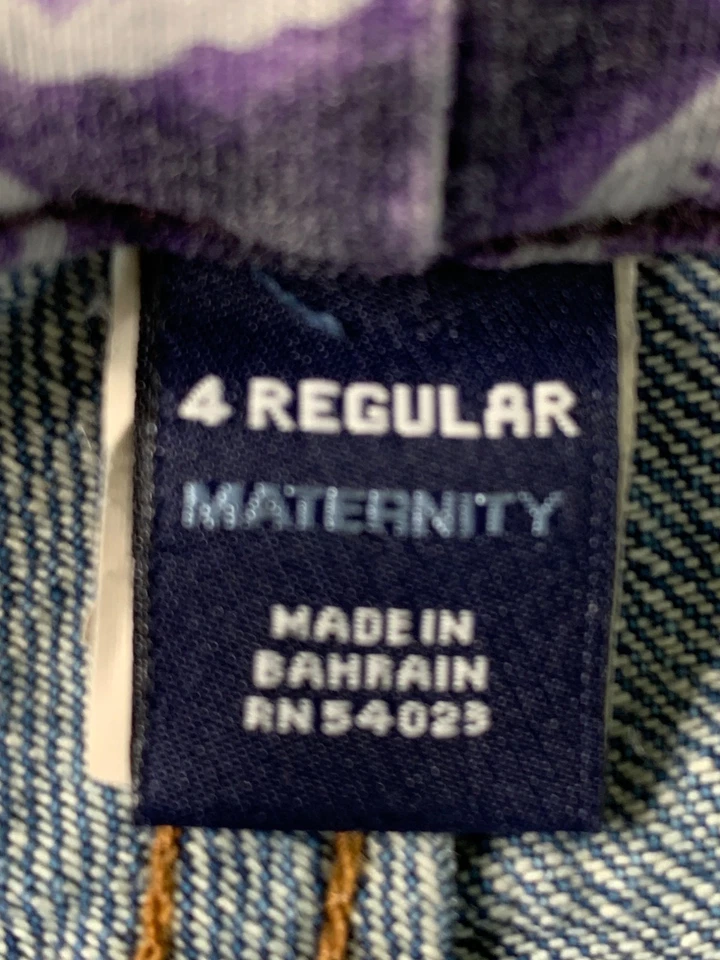 4 REGULAR
MATERNITY
MADE IN
BAHRAIN
RN 54023